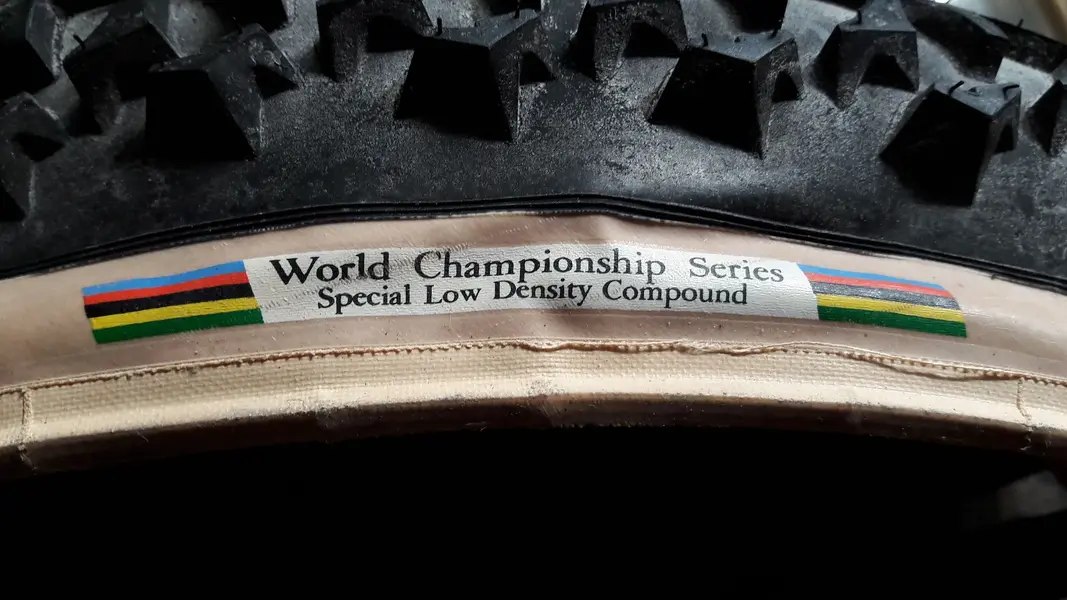 World Championship Series
Special Low Density Compound